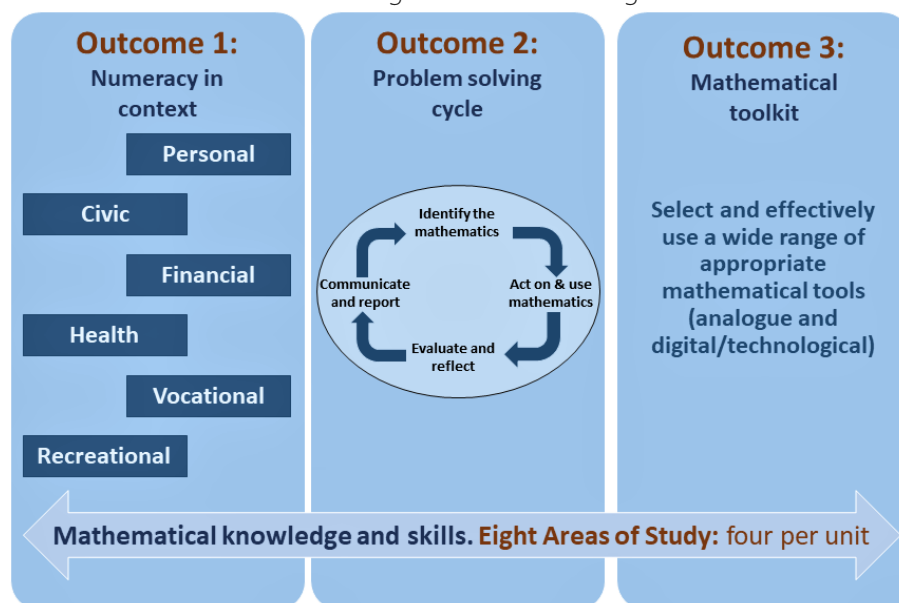 Outcome 1:
Numeracy in
context
Personal
Civic
Financial
Health
Vocational
Recreational
Outcome 2:
Problem solving
cycle
Identify the
mathematics
Act on & use
mathematics
Evaluate and
reflect
Communicate
and report
Outcome 3:
Mathematical
toolkit
Select and effectively
use a wide range of
appropriate
mathematical tools
(analogue and
digital/technological)
Mathematical knowledge and skills. Eight Areas of Study: four per unit